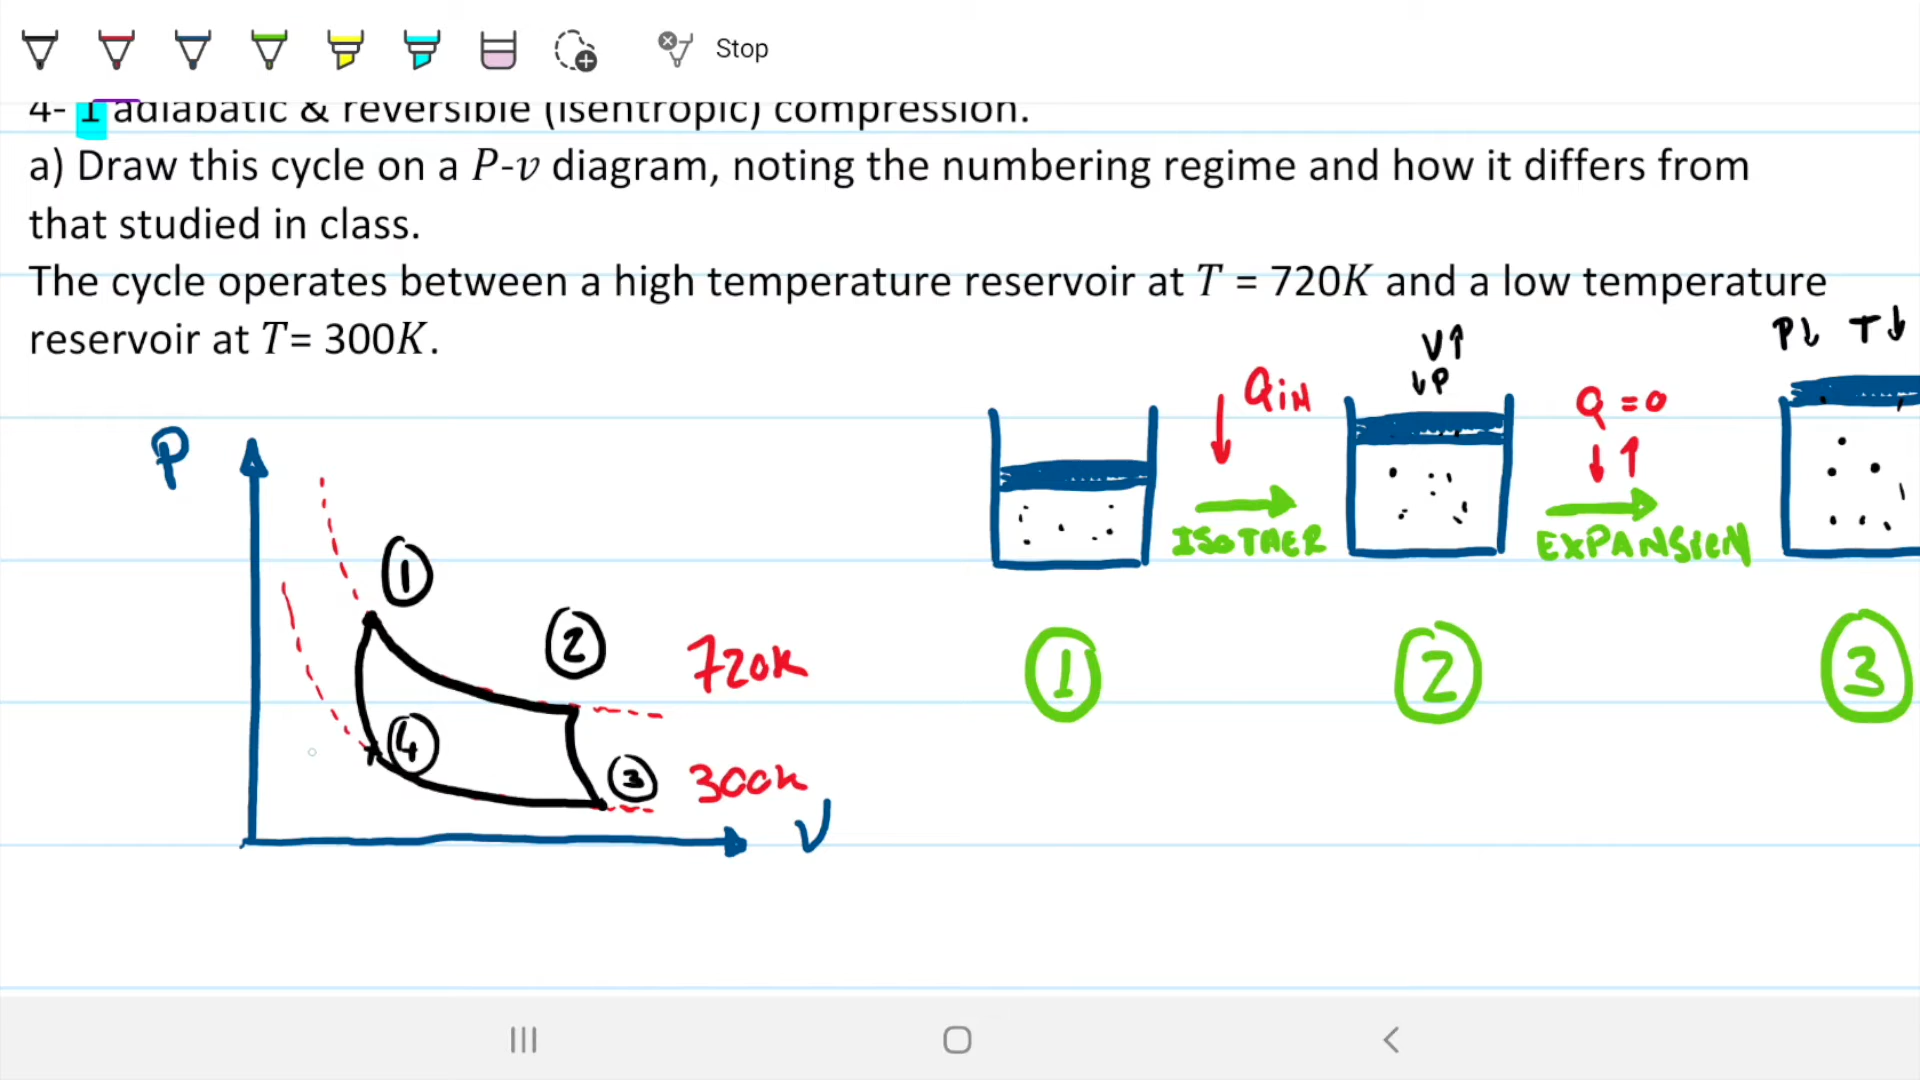 Stop
4- 1 adiabatic & reversible (isentropic) compression.
a) Draw this cycle on a P-v diagram, noting the numbering regime and how it differs from
that studied in class.
The cycle operates between a high temperature reservoir at T = 720K and a low temperature
reservoir at T= 300K.
V↑
↓P
P↓ T↓
QiN
Q = 0
↓↑
ISOTHER
EXPANSION
1
2
3
P
1
2
720K
4
3
300K
V